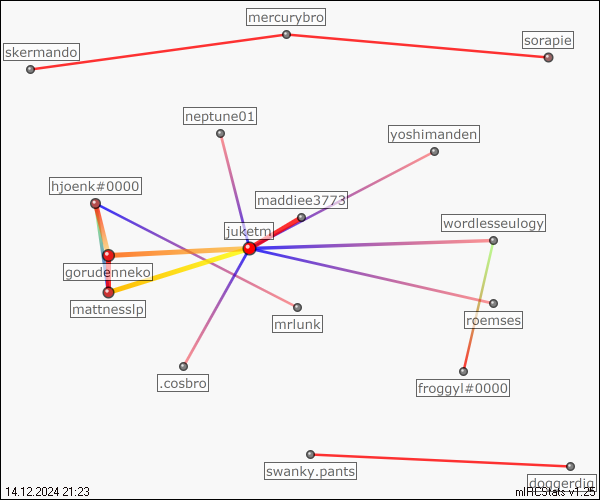 mercurybro
skermando
sorapie
neptune01
yoshimanden
hjoenk#0000
maddiee3773
juketm
wordlesseulogy
gorudenneko
mattnesslp
mrlunk
roemses
.cosbro
froggyl#0000
swanky.pants
doggerdig
14.12.2024 21:23
mIHCStats v1.25